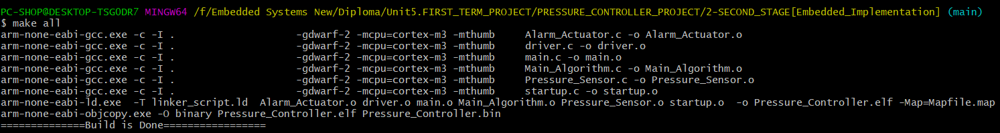 PC-SHOP@DESKTOP-TSGODR7 MINGW64 /f/Embedded Systems New/Diploma/Unit5.FIRST_TERM_PROJECT/PRESSURE_CONTROLLER_PROJECT/2-SECOND_STAGE[Embedded_Implementation] (main)
$ make all
arm-none-eabi-gcc.exe -c -I .                    -gdwarf-2 -mcpu=cortex-m3 -mthumb     Alarm_Actuator.c -o Alarm_Actuator.o
arm-none-eabi-gcc.exe -c -I .                    -gdwarf-2 -mcpu=cortex-m3 -mthumb     driver.c -o driver.o
arm-none-eabi-gcc.exe -c -I .                    -gdwarf-2 -mcpu=cortex-m3 -mthumb     main.c -o main.o
arm-none-eabi-gcc.exe -c -I .                    -gdwarf-2 -mcpu=cortex-m3 -mthumb     Main_Algorithm.c -o Main_Algorithm.o
arm-none-eabi-gcc.exe -c -I .                    -gdwarf-2 -mcpu=cortex-m3 -mthumb     Pressure_Sensor.c -o Pressure_Sensor.o
arm-none-eabi-gcc.exe -c -I .                    -gdwarf-2 -mcpu=cortex-m3 -mthumb     startup.c -o startup.o
arm-none-eabi-ld.exe  -T linker_script.ld  Alarm_Actuator.o driver.o main.o Main_Algorithm.o Pressure_Sensor.o startup.o  -o Pressure_Controller.elf -Map=Mapfile.map
arm-none-eabi-objcopy.exe -O binary Pressure_Controller.elf Pressure_Controller.bin
==============Build is Done=================